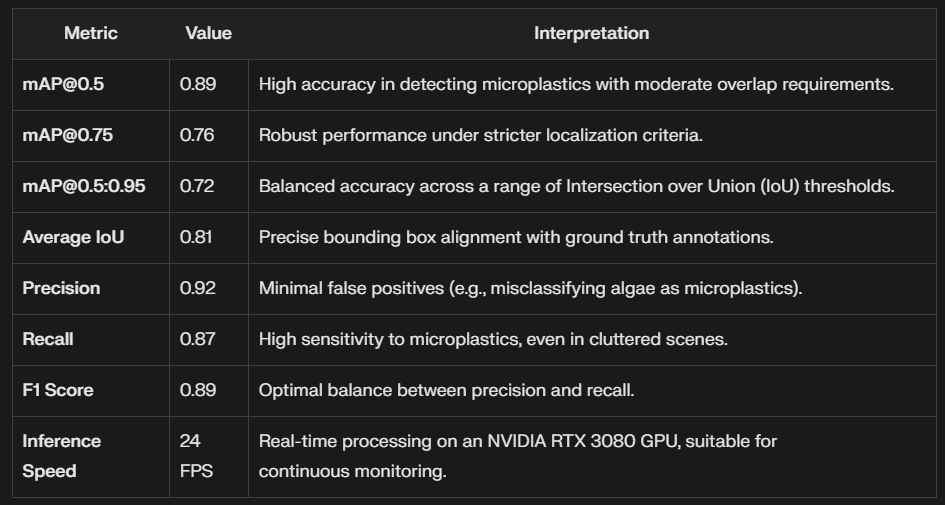 Metric Value Interpretation
mAP@0.5 0.89 High accuracy in detecting microplastics with moderate overlap requirements.
mAP@0.75 0.76 Robust performance under stricter localization criteria.
mAP@0.5:0.95 0.72 Balanced accuracy across a range of Intersection over Union (IoU) thresholds.
Average IoU 0.81 Precise bounding box alignment with ground truth annotations.
Precision 0.92 Minimal false positives (e.g., misclassifying algae as microplastics).
Recall 0.87 High sensitivity to microplastics, even in cluttered scenes.
F1 Score 0.89 Optimal balance between precision and recall.
Inference 24 Real-time processing on an NVIDIA RTX 3080 GPU, suitable for
Speed FPS continuous monitoring.